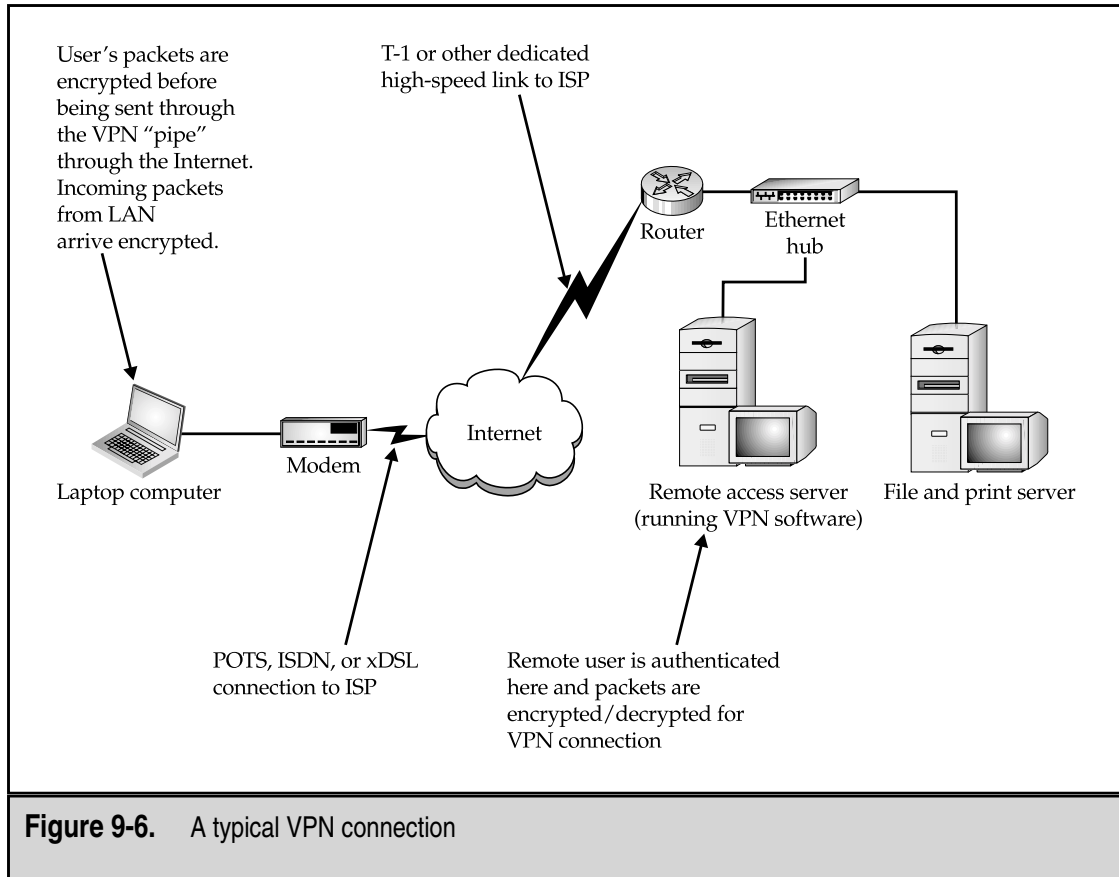 User’s packets are
encrypted before
being sent through
the VPN “pipe”
through the Internet.
Incoming packets
from LAN
arrive encrypted.
T-1 or other dedicated
high-speed link to ISP
Router
Ethernet
hub
Internet
Modem
Laptop computer
Remote access server
(running VPN software)
File and print server
POTS, ISDN, or xDSL
connection to ISP
Remote user is authenticated
here and packets are
encrypted/decrypted for
VPN connection
Figure 9-6. A typical VPN connection